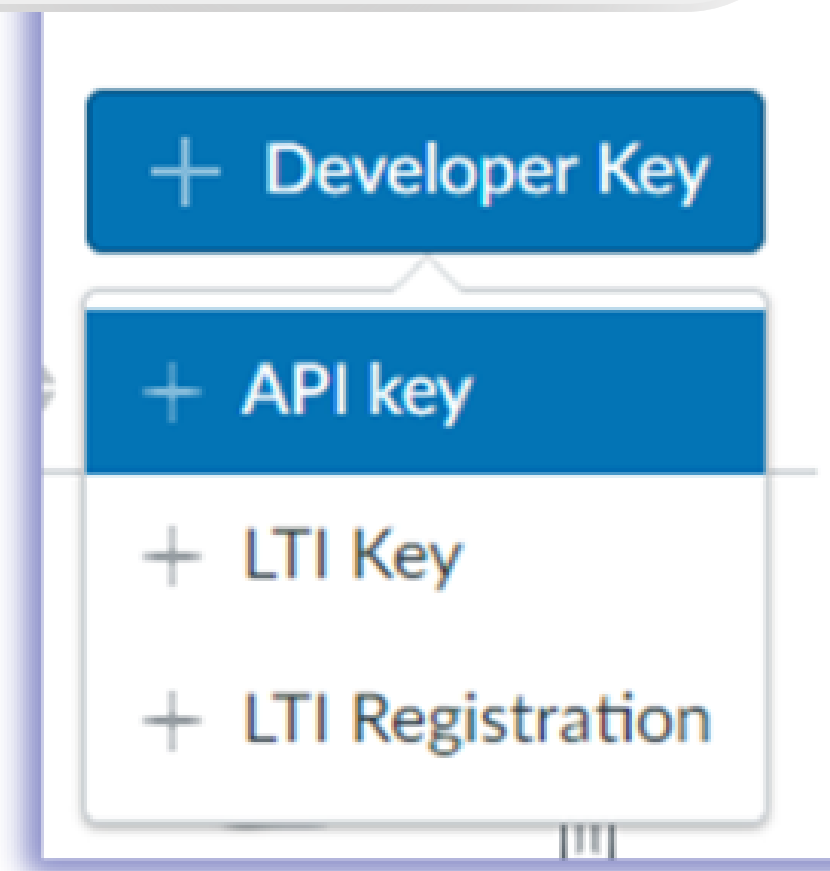 + Developer Key
+ API key
+ LTI Key
+ LTI Registration